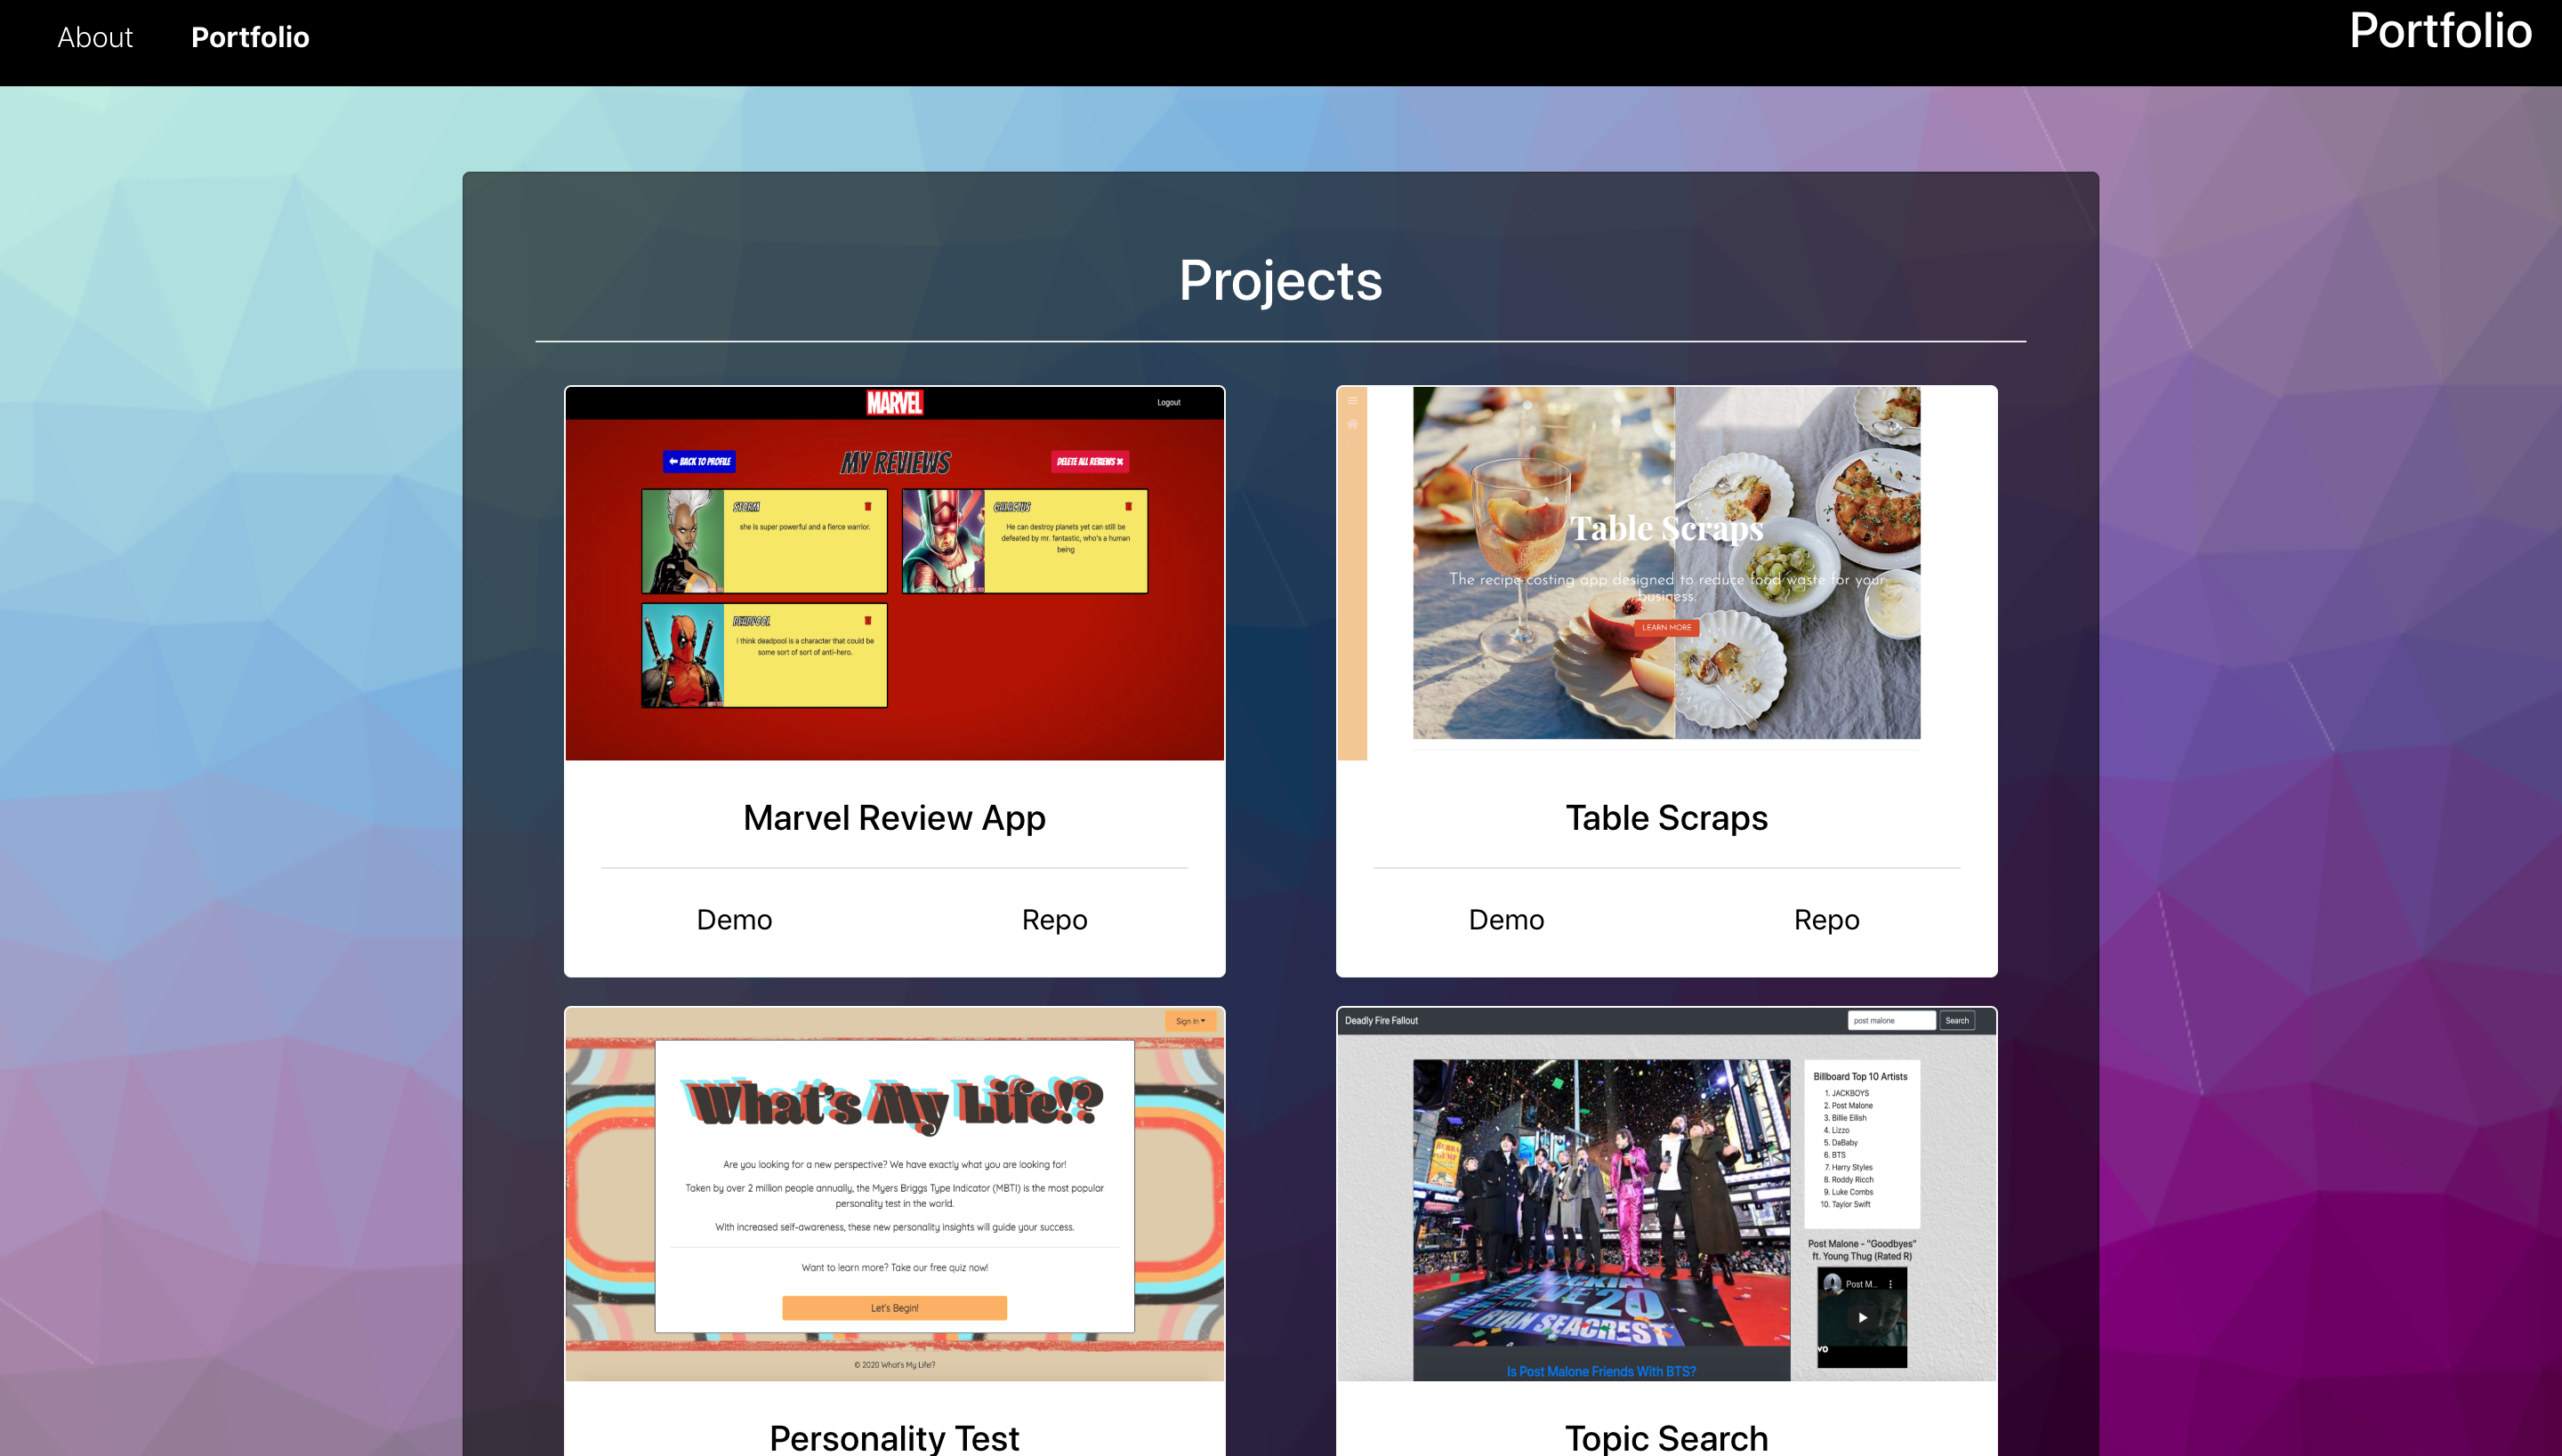 About
Portfolio
Portfolio
Projects
MARVEL
Logout
BACK TO PROFILE
MY REVIEWS
DELETE ALL REVIEWS
STORM
she is super powerful and a fierce warrior.
GALACTUS
He can destroy planets yet can still be
defeated by mr. fantastic, who's a human
being
DEADPOOL
I think deadpool is a character that could be
some sort of sort of anti-hero.
Table Scraps
The recipe costing app designed to reduce food waste for your
business.
LEARN MORE
Marvel Review App
Demo
Repo
Table Scraps
Demo
Repo
Sign In
What's My Life!?
Are you looking for a new perspective? We have exactly what you are looking for!
Taken by over 2 million people annually, the Myers Briggs Type Indicator (MBTI) is the most popular
personality test in the world.
With increased self-awareness, these new personality insights will guide your success.
Want to learn more? Take our free quiz now!
Let's Begin!
© 2020 What's My Life!?
Deadly Fire Fallout
post malone
Search
Billboard Top 10 Artists
1. JACKBOYS
2. Post Malone
3. Billie Eilish
4. Lizzo
5. DaBaby
6. BTS
7. Harry Styles
8. Roddy Ricch
9. Luke Combs
10. Taylor Swift
Post Malone - "Goodbyes"
ft. Young Thug (Rated R)
Post M...
vo
BUBBA GUMP
RYAN SEACREST
Is Post Malone Friends With BTS?
Personality Test
Topic Search